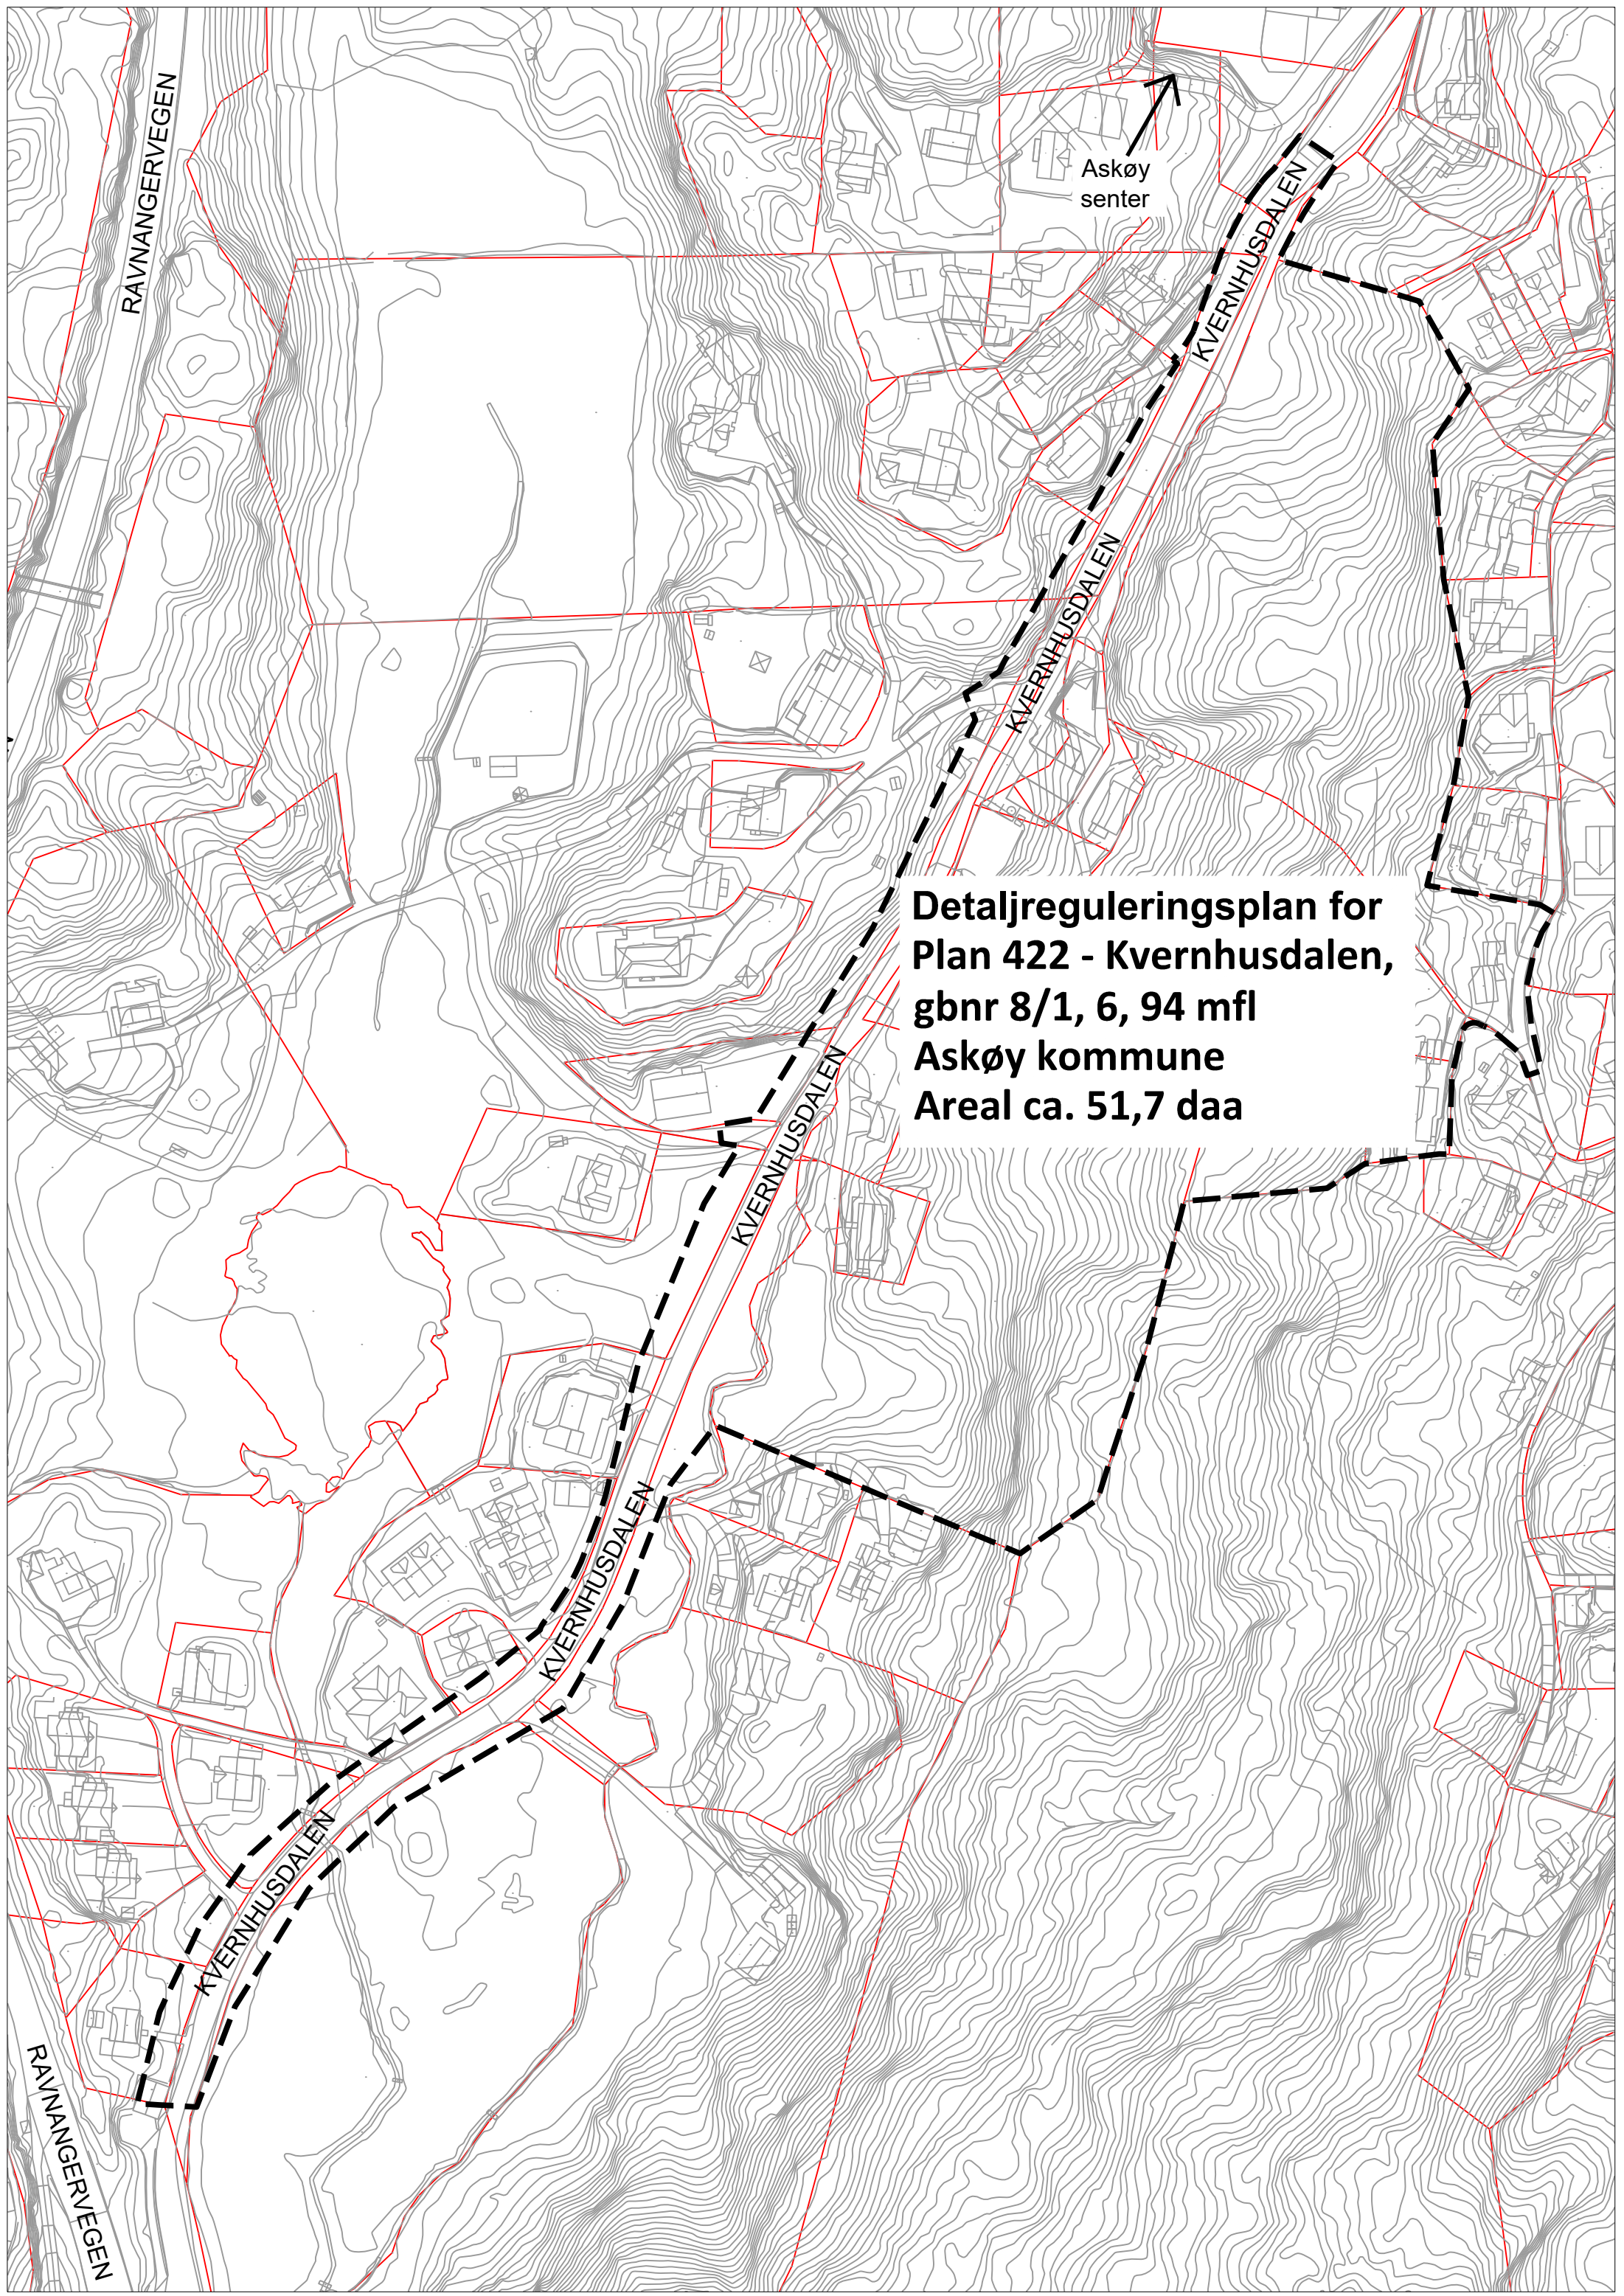 RAVNANGERVEGEN
Askøy
senter
KVERNHUSDALEN
KVERNHUSDALEN
Detaljreguleringsplan for
Plan 422 - Kvernhusdalen,
gbnr 8/1, 6, 94 mfl
Askøy kommune
Areal ca. 51,7 daa
KVERNHUSDALEN
KVERNHUSDALEN
KVERNHUSDALEN
RAVNANGERVEGEN